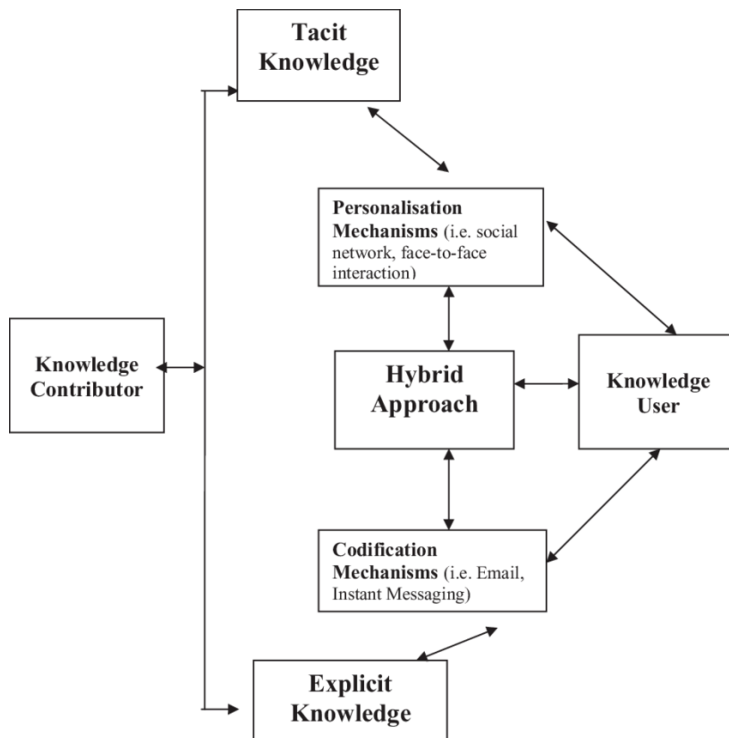 Tacit
Knowledge
Personalisation
Mechanisms (i.e. social
network, face-to-face
interaction)
Knowledge
Contributor
Hybrid
Approach
Knowledge
User
Codification
Mechanisms (i.e. Email,
Instant Messaging)
Explicit
Knowledge